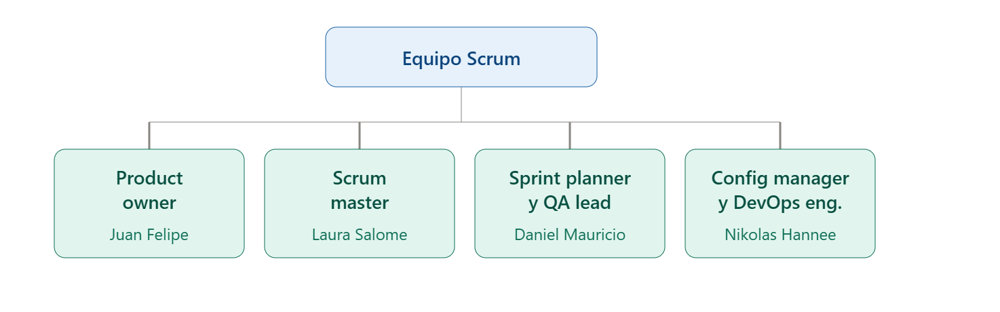 Equipo Scrum
Product
owner
Juan Felipe
Scrum
master
Laura Salome
Sprint planner
y QA lead
Daniel Mauricio
Config manager
y DevOps eng.
Nikolas Hannee